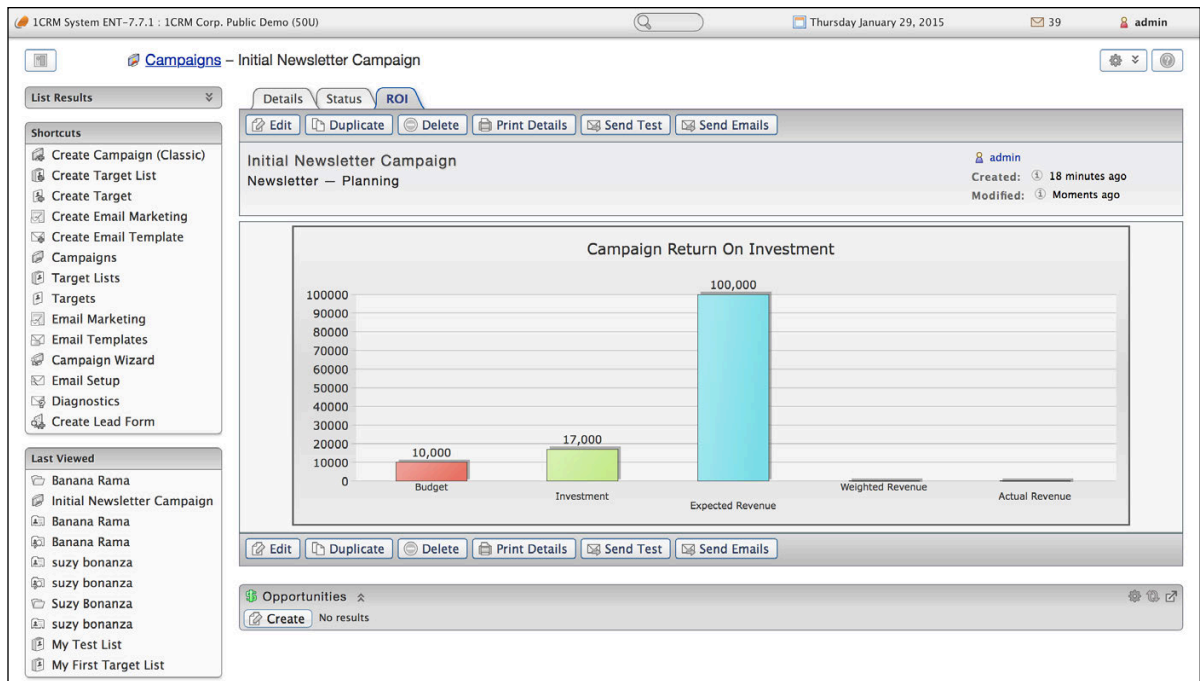 1CRM System ENT-7.7.1 : 1CRM Corp. Public Demo (50U)
Thursday January 29, 2015
39
admin
Campaigns – Initial Newsletter Campaign
List Results
Shortcuts
Create Campaign (Classic)
Create Target List
Create Target
Create Email Marketing
Create Email Template
Campaigns
Target Lists
Targets
Email Marketing
Email Templates
Campaign Wizard
Email Setup
Diagnostics
Create Lead Form
Last Viewed
Banana Rama
Initial Newsletter Campaign
Banana Rama
Banana Rama
suzy bonanza
suzy bonanza
Suzy Bonanza
suzy bonanza
My Test List
My First Target List
Details Status ROI
Edit Duplicate Delete Print Details Send Test Send Emails
Initial Newsletter Campaign
Newsletter — Planning
admin
Created: 18 minutes ago
Modified: Moments ago
Campaign Return On Investment
100000
90000
80000
70000
60000
50000
40000
30000
20000
10000
0
10,000
17,000
100,000
Budget
Investment
Expected Revenue
Weighted Revenue
Actual Revenue
Edit Duplicate Delete Print Details Send Test Send Emails
Opportunities
Create No results